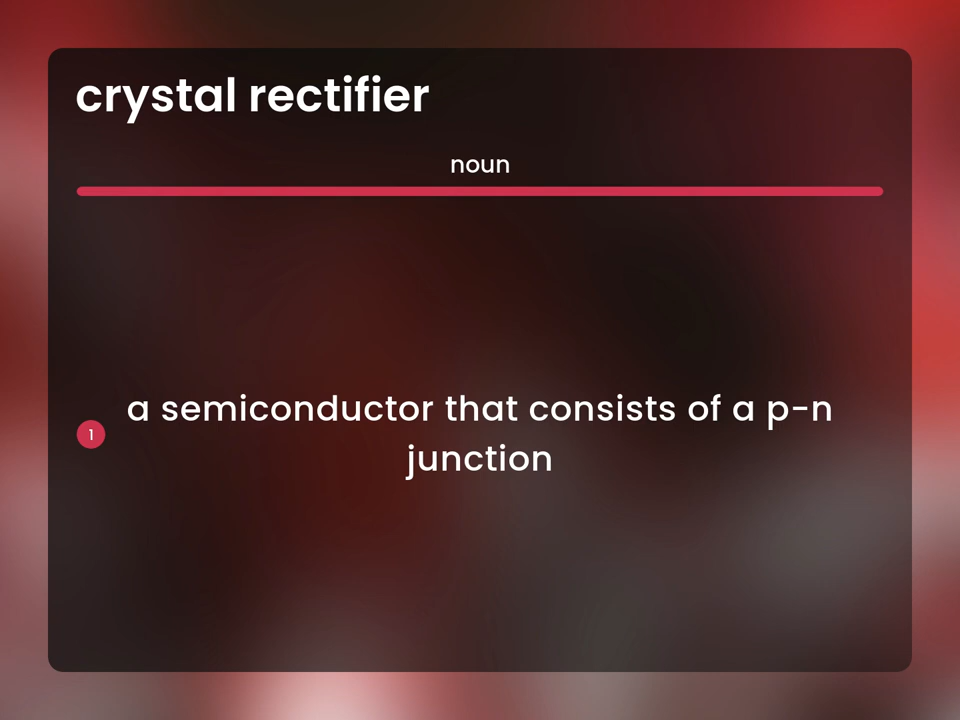 crystal rectifier
noun
1
a semiconductor that consists of a p-n
junction